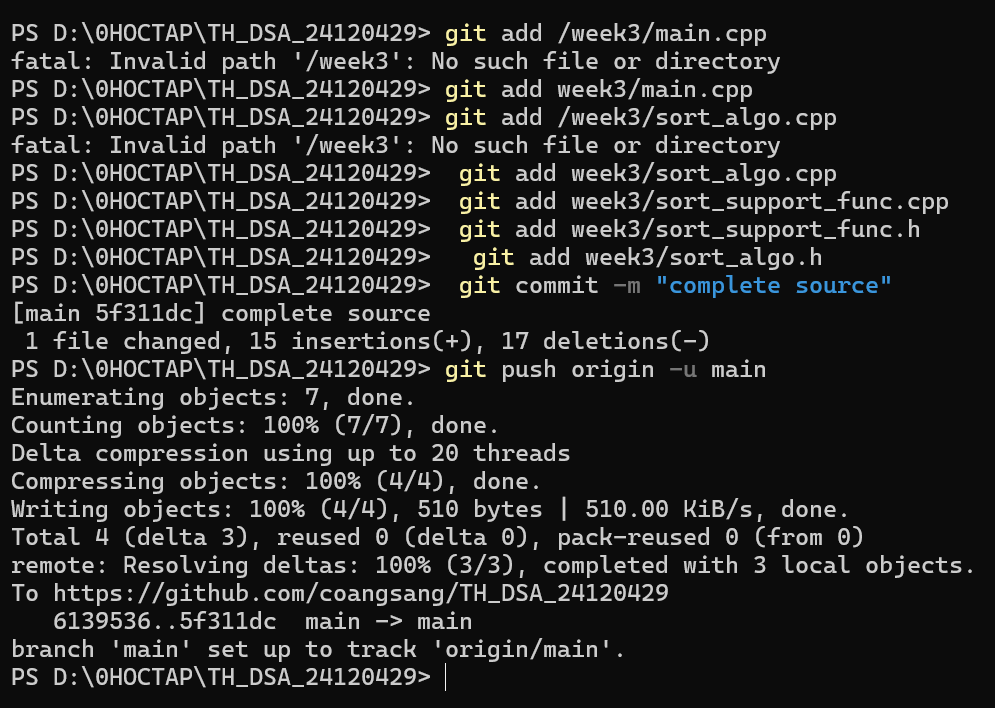 PS D:\0HOCTAP\TH_DSA_24120429> git add /week3/main.cpp
fatal: Invalid path '/week3': No such file or directory
PS D:\0HOCTAP\TH_DSA_24120429> git add week3/main.cpp
PS D:\0HOCTAP\TH_DSA_24120429> git add /week3/sort_algo.cpp
fatal: Invalid path '/week3': No such file or directory
PS D:\0HOCTAP\TH_DSA_24120429>  git add week3/sort_algo.cpp
PS D:\0HOCTAP\TH_DSA_24120429>  git add week3/sort_support_func.cpp
PS D:\0HOCTAP\TH_DSA_24120429>  git add week3/sort_support_func.h
PS D:\0HOCTAP\TH_DSA_24120429>   git add week3/sort_algo.h
PS D:\0HOCTAP\TH_DSA_24120429>  git commit -m "complete source"
[main 5f311dc] complete source
 1 file changed, 15 insertions(+), 17 deletions(-)
PS D:\0HOCTAP\TH_DSA_24120429> git push origin -u main
Enumerating objects: 7, done.
Counting objects: 100% (7/7), done.
Delta compression using up to 20 threads
Compressing objects: 100% (4/4), done.
Writing objects: 100% (4/4), 510 bytes | 510.00 KiB/s, done.
Total 4 (delta 3), reused 0 (delta 0), pack-reused 0 (from 0)
remote: Resolving deltas: 100% (3/3), completed with 3 local objects.
To https://github.com/coangsang/TH_DSA_24120429
   6139536..5f311dc  main -> main
branch 'main' set up to track 'origin/main'.
PS D:\0HOCTAP\TH_DSA_24120429>